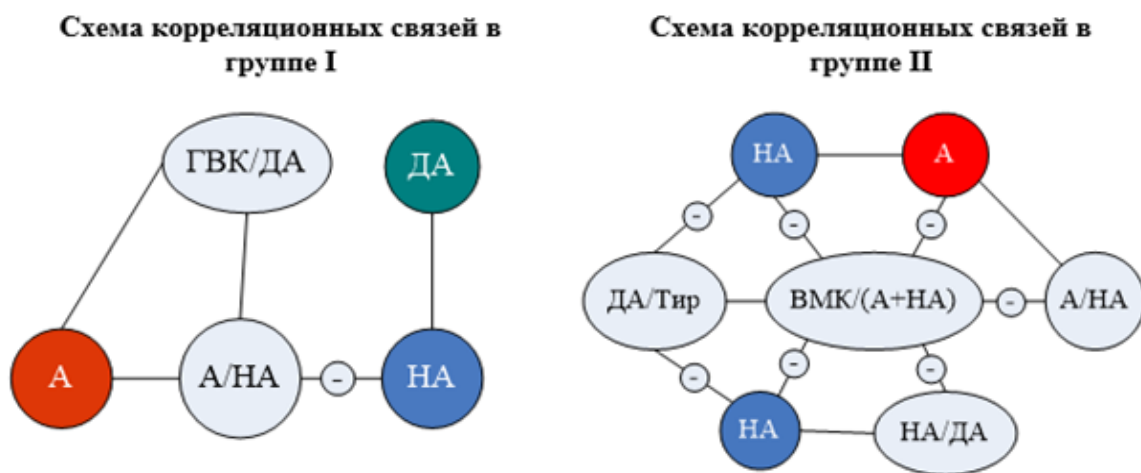 Схема корреляционных связей в
группе I
ГВК/ДА
ДА
А
А/НА
-
НА
Схема корреляционных связей в
группе II
НА
А
-
-
-
ДА/Тир
ВМК/(А+НА)
-
А/НА
-
-
-
НА
НА/ДА